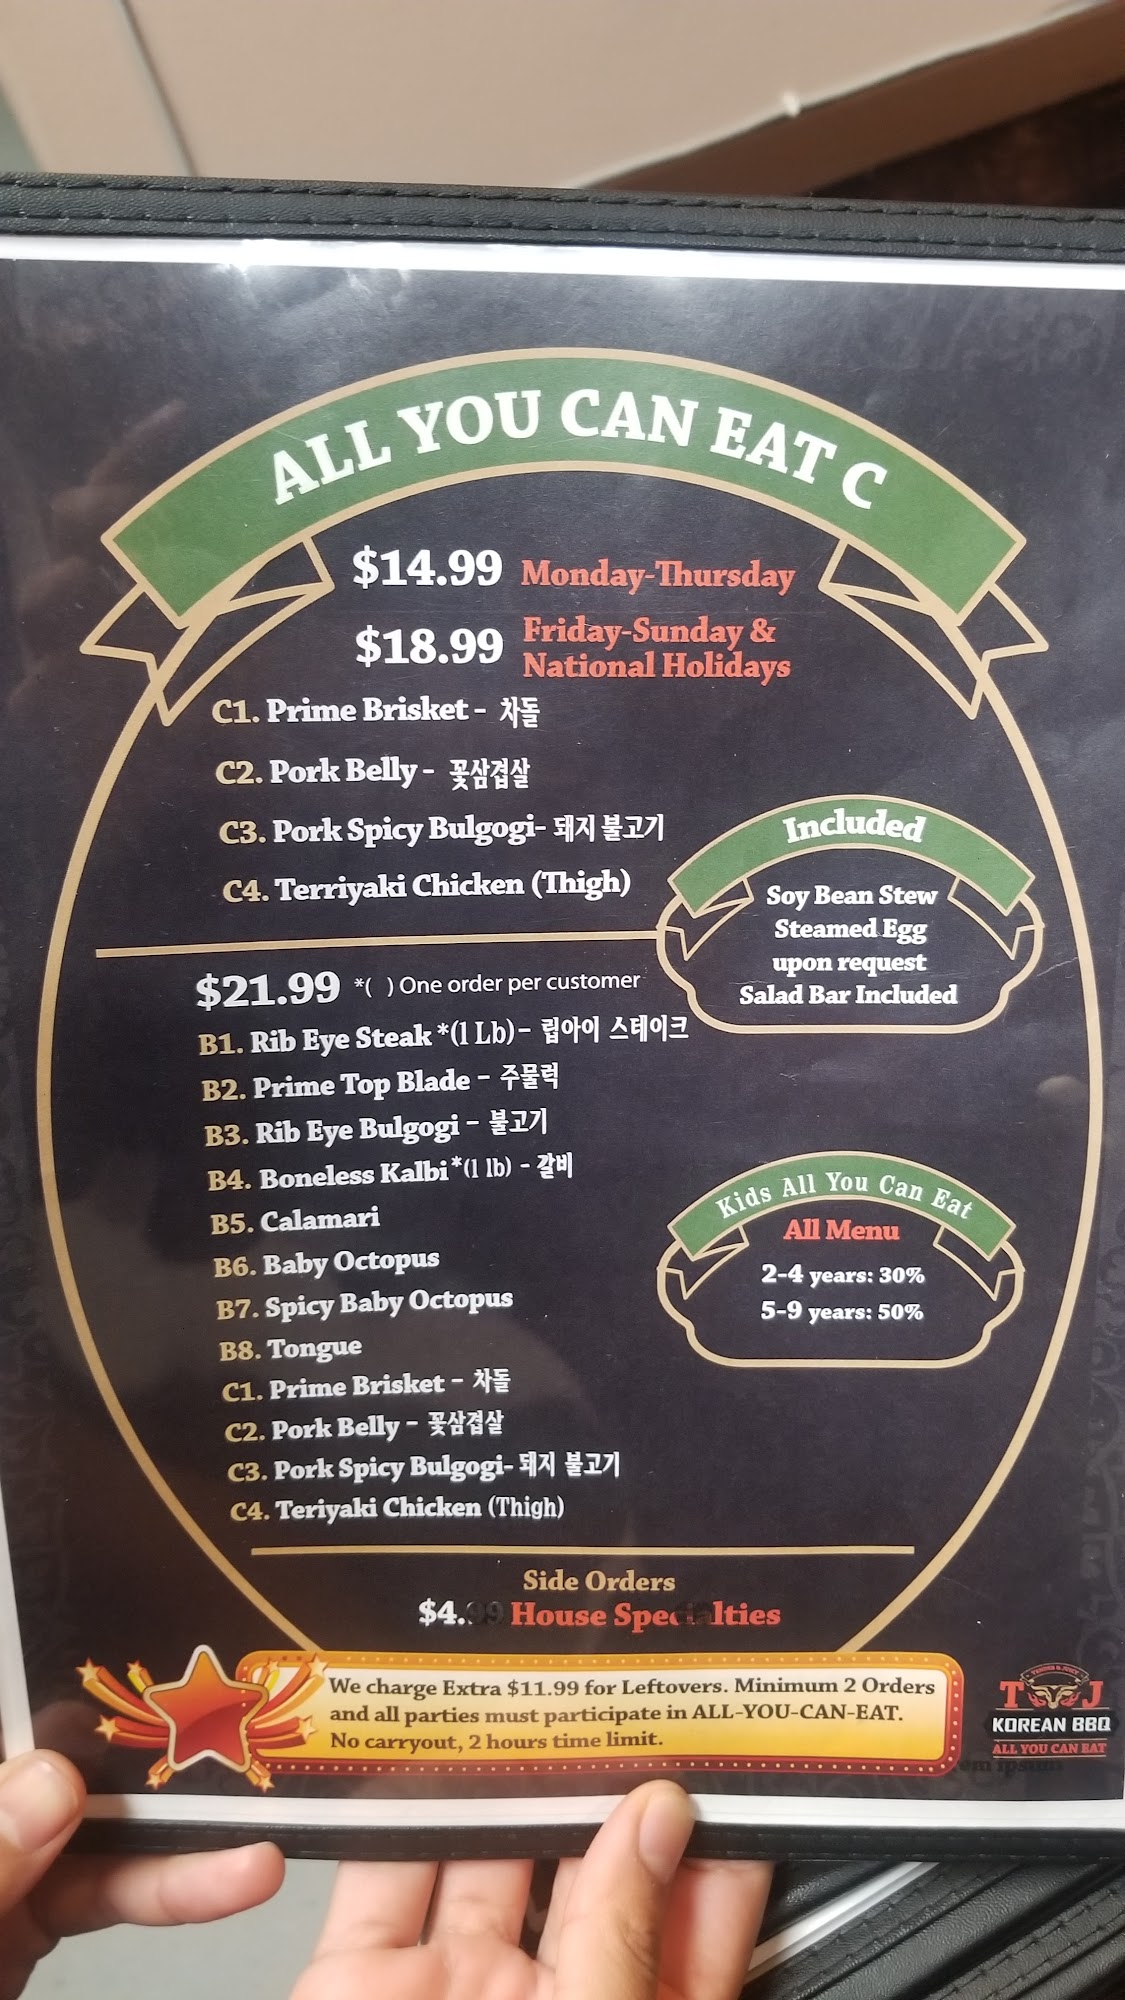 ALL YOU CAN EAT C
$14.99 Monday-Thursday
$18.99 Friday-Sunday &
National Holidays
C1. Prime Brisket - 차돌
C2. Pork Belly - 꽃삼겹살
C3. Pork Spicy Bulgogi- 돼지 불고기
C4. Terriyaki Chicken (Thigh)
Included
Soy Bean Stew
Steamed Egg
upon request
Salad Bar Included
$21.99 *( ) One order per customer
B1. Rib Eye Steak *(1 Lb) - 립아이 스테이크
B2. Prime Top Blade - 주물럭
B3. Rib Eye Bulgogi - 불고기
B4. Boneless Kalbi *(1 lb) - 갈비
B5. Calamari
B6. Baby Octopus
B7. Spicy Baby Octopus
B8. Tongue
C1. Prime Brisket - 차돌
C2. Pork Belly - 꽃삼겹살
C3. Pork Spicy Bulgogi- 돼지 불고기
C4. Teriyaki Chicken (Thigh)
Kids All You Can Eat
All Menu
2-4 years: 30%
5-9 years: 50%
Side Orders
$4.99 House Specialties
We charge Extra $11.99 for Leftovers. Minimum 2 Orders
and all parties must participate in ALL-YOU-CAN-EAT.
No carryout, 2 hours time limit.
TENDER & JUICY
T J
KOREAN BBQ
ALL YOU CAN EAT
em ipsum